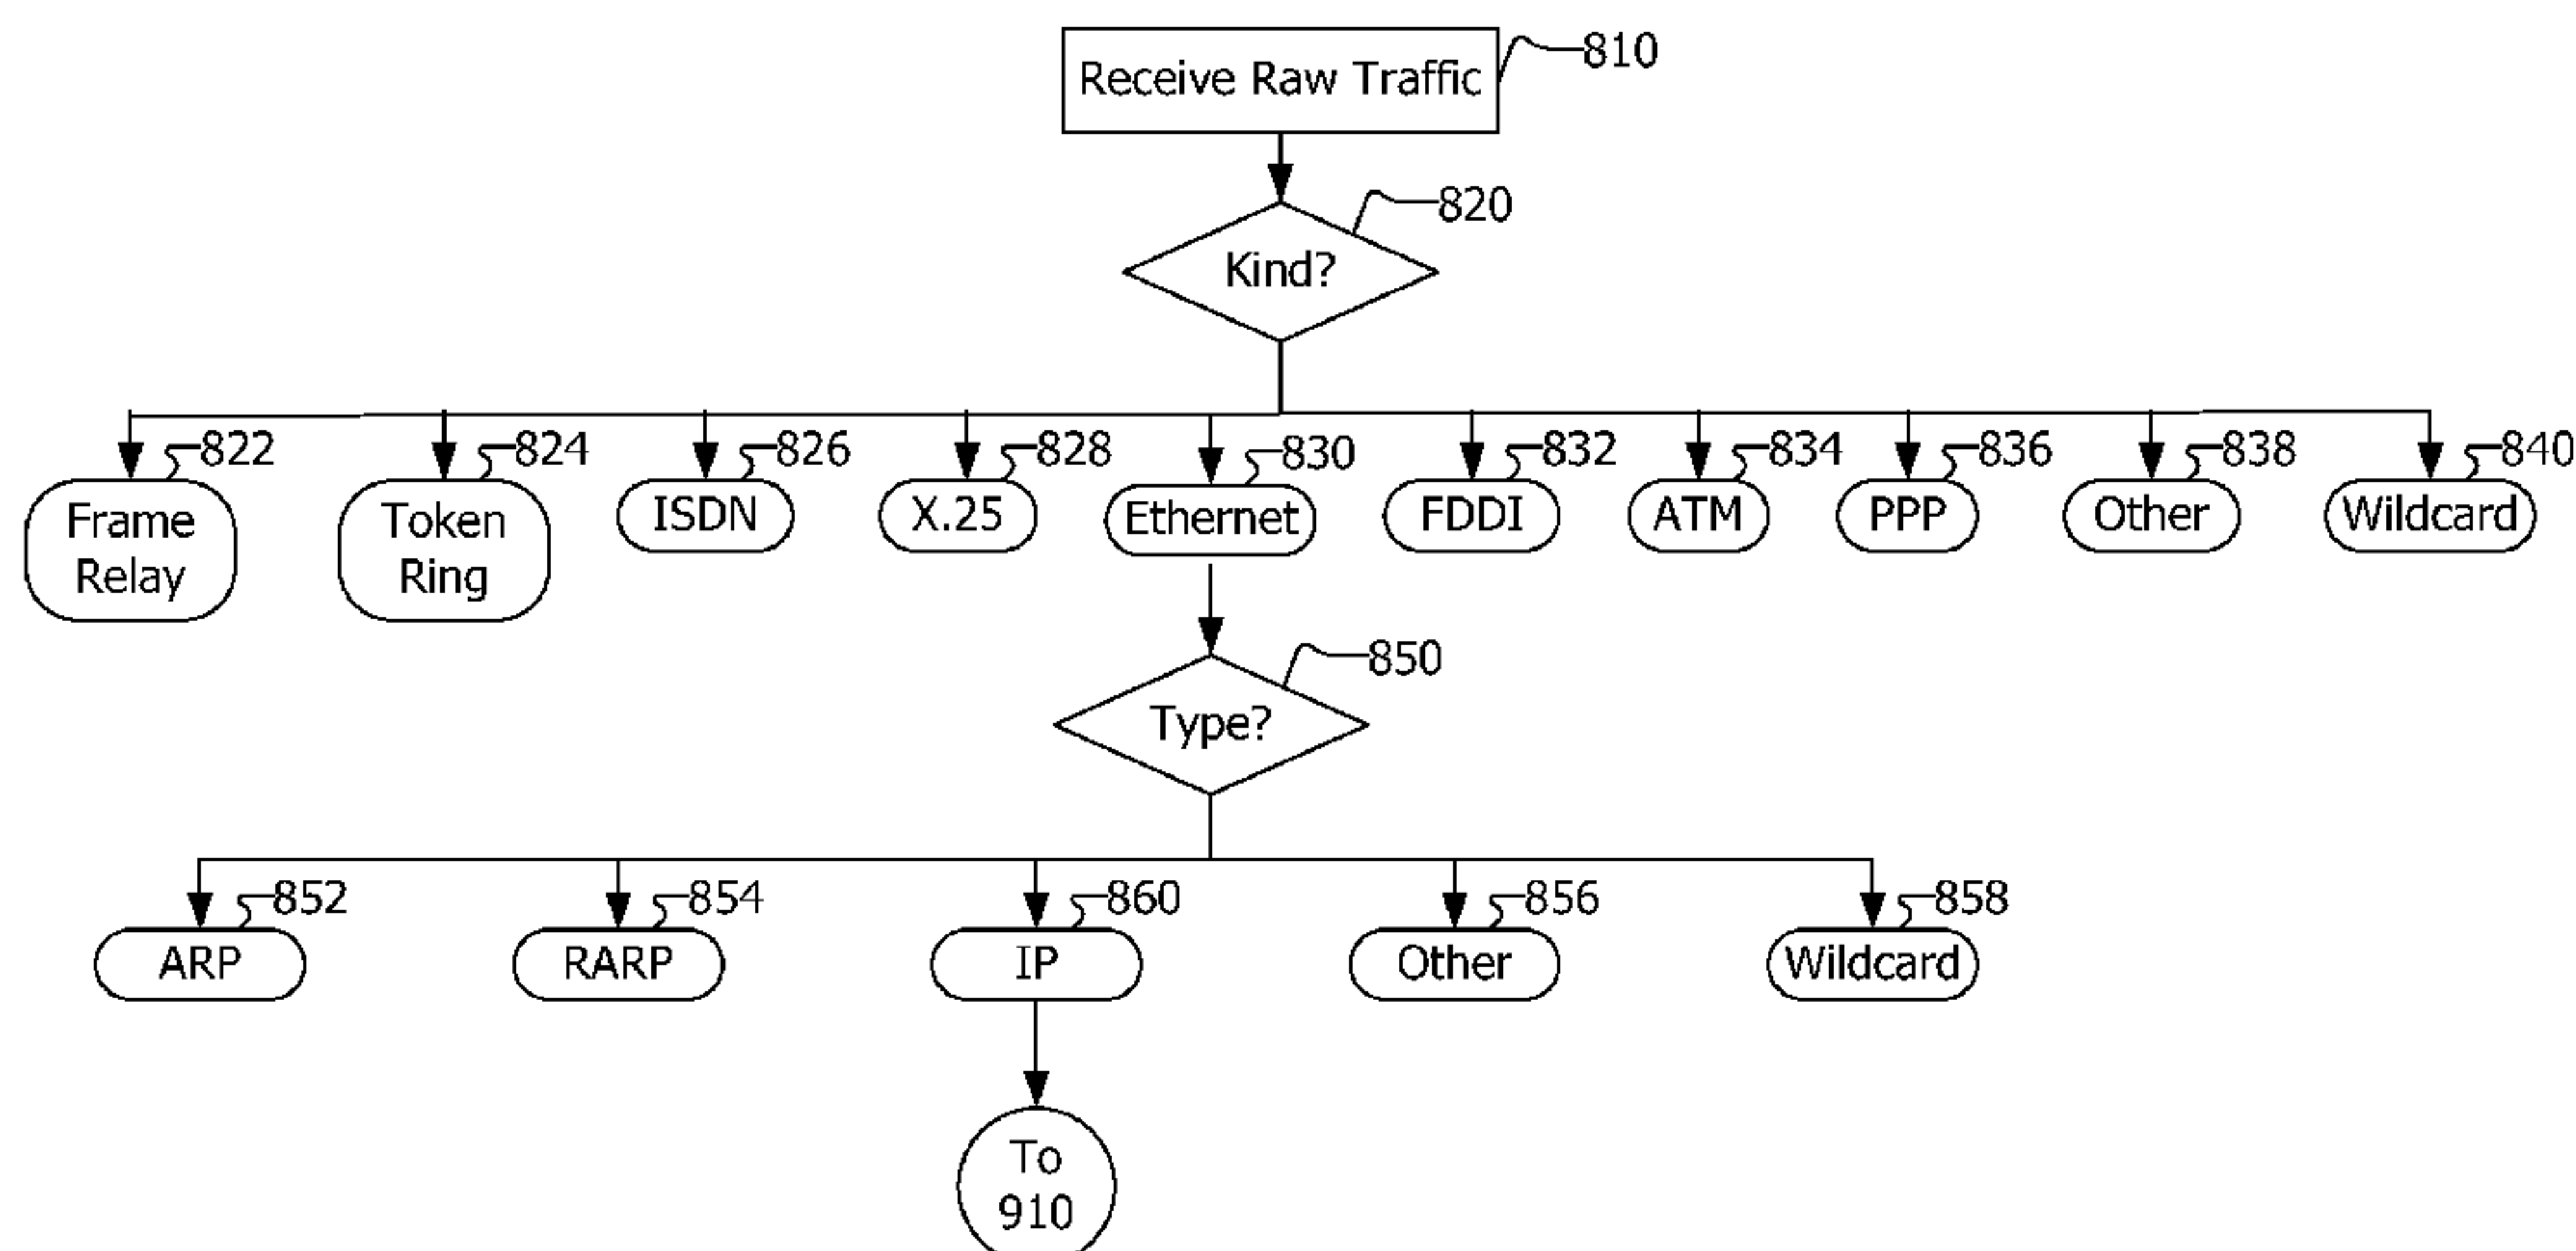 Receive Raw Traffic
810
820
Kind?
822
824
826
828
830
832
834
836
838
840
Frame
Relay
Token
Ring
ISDN
X.25
Ethernet
FDDI
ATM
PPP
Other
Wildcard
850
Type?
852
854
860
856
858
ARP
RARP
IP
Other
Wildcard
To
910